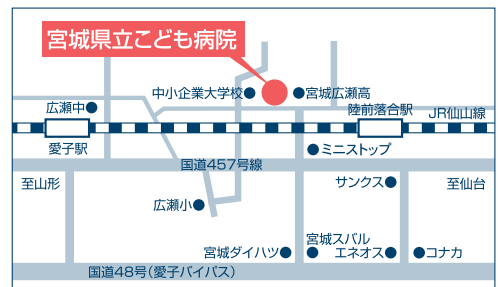 宮城県立こども病院
中小企業大学校
宮城広瀬高
広瀬中
陸前落合駅
JR仙山線
愛子駅
ミニストップ
国道457号線
至山形
サンクス
至仙台
広瀬小
宮城スバル
宮城ダイハツ
エネオス
コナカ
国道48号(愛子バイパス)